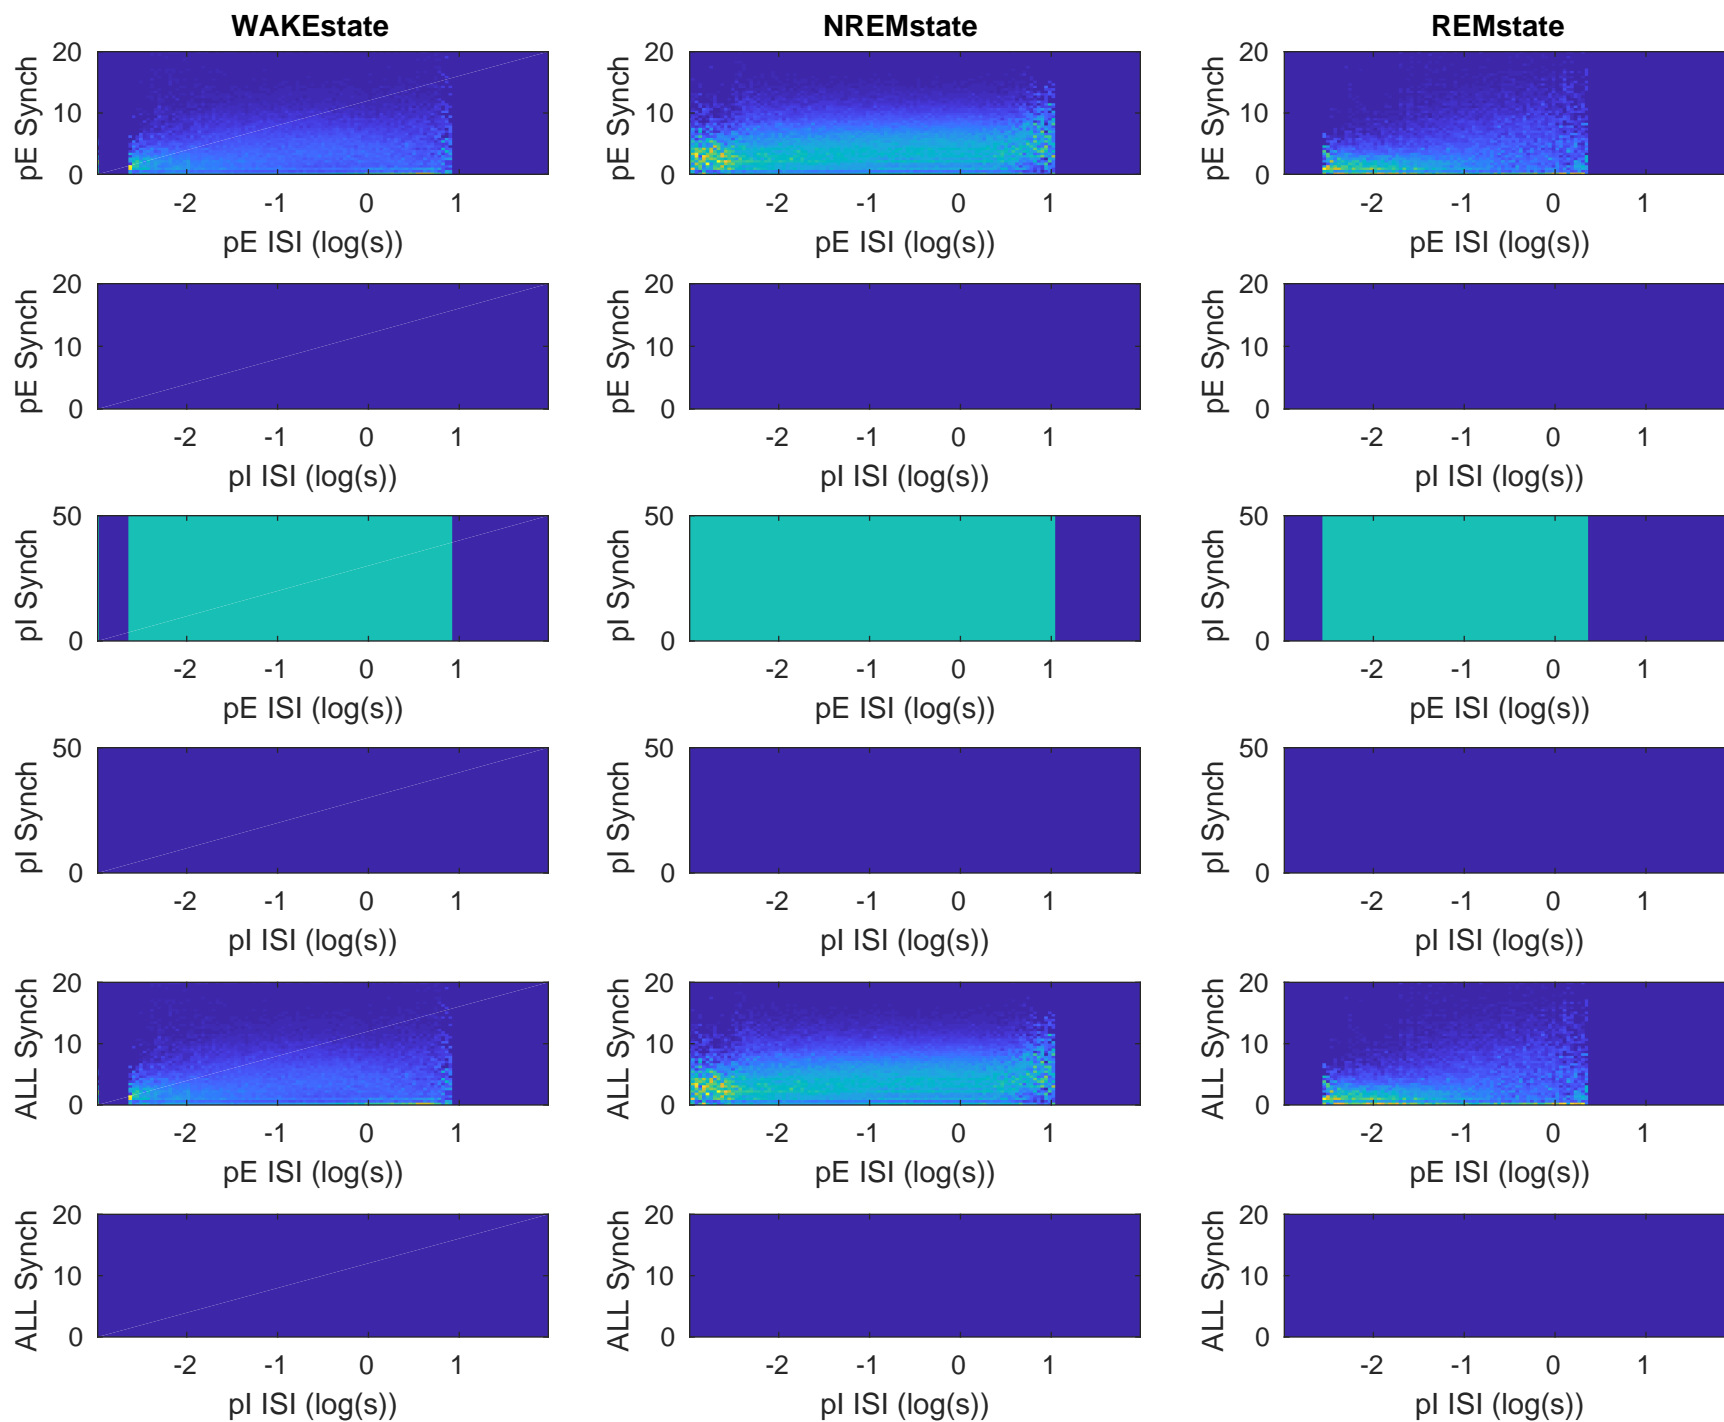 WAKEstate NREMstate REMstate
20 20 20
pE Synch pE Synch pE Synch
10 10 10
0 0 0
-2 -1 0 1 -2 -1 0 1 -2 -1 0 1
pE ISI (log(s)) pE ISI (log(s)) pE ISI (log(s))
20 20 20
pE Synch pE Synch pE Synch
10 10 10
0 0 0
-2 -1 0 1 -2 -1 0 1 -2 -1 0 1
pI ISI (log(s)) pI ISI (log(s)) pI ISI (log(s))
50 50 50
pI Synch pI Synch pI Synch
0 0 0
-2 -1 0 1 -2 -1 0 1 -2 -1 0 1
pE ISI (log(s)) pE ISI (log(s)) pE ISI (log(s))
50 50 50
pI Synch pI Synch pI Synch
0 0 0
-2 -1 0 1 -2 -1 0 1 -2 -1 0 1
pI ISI (log(s)) pI ISI (log(s)) pI ISI (log(s))
20 20 20
ALL Synch ALL Synch ALL Synch
10 10 10
0 0 0
-2 -1 0 1 -2 -1 0 1 -2 -1 0 1
pE ISI (log(s)) pE ISI (log(s)) pE ISI (log(s))
20 20 20
ALL Synch ALL Synch ALL Synch
10 10 10
0 0 0
-2 -1 0 1 -2 -1 0 1 -2 -1 0 1
pI ISI (log(s)) pI ISI (log(s)) pI ISI (log(s))